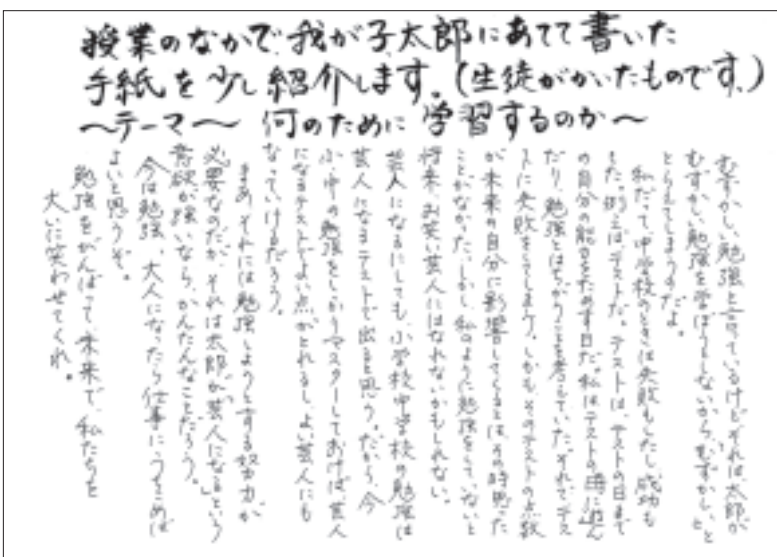 授業のなかで、我が子太郎にあてて書いた
手紙を少し紹介します。(生徒がかいたものです。)
〜テーマ〜 何のために学習するのか〜
むずかしい勉強と言っているけどそれは、太郎が
むずかしい勉強を学ぼうとしないから、むずかしいと
とらえてしまうのだよ。
私だって中学校のときは失敗もしたし、成功も
した。例えばテストだ。テストは、テストの日まで
の自分の能力をためす日だ。私はテストの時に遊ん
だり、勉強とはちがうことを考えていた。それでテス
トに失敗をしてしまう。しかもそのテストの点数
が未来の自分に影響してくるとはその時思った
ことがなかった。しかし、私のように勉強をしていないと
将来、お笑い芸人にはなれないかもしれない。
芸人になるにしても、小学校中学校の勉強は
芸人になるテストで出ると思う。だから、今
小、中の勉強をしっかりマスターしておけば、芸人
になるテストでよい点がとれるし、よい芸人にも
なっていけるだろう。
まあ、それには勉強しようとする努力が
必要なのだが、それは太郎が「芸人になる」という
意欲が強いなら、かんたんなことだろう。
今は勉強、大人になったら仕事にうちこめば
よいと思うぞ。
勉強をがんばって、未来で、私たちを
大いに笑わせてくれ。